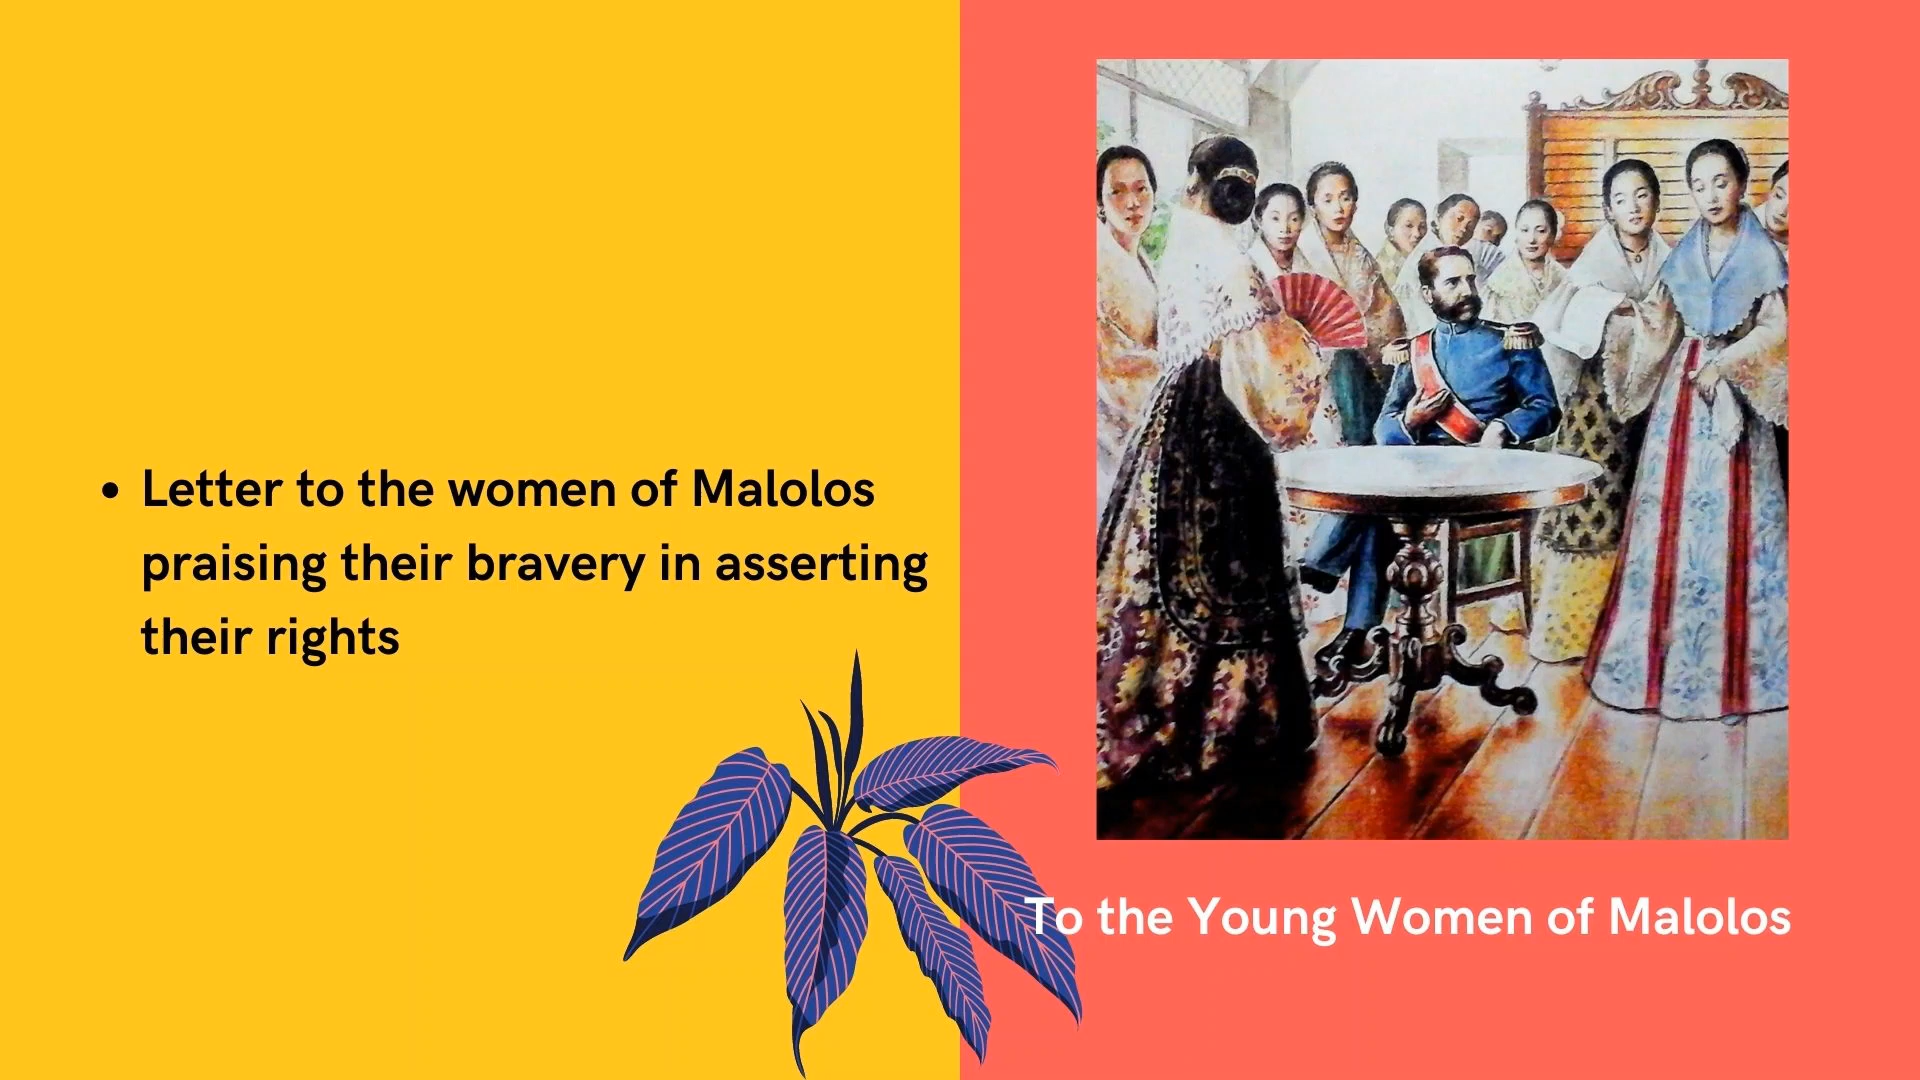 • Letter to the women of Malolos
praising their bravery in asserting
their rights
To the Young Women of Malolos